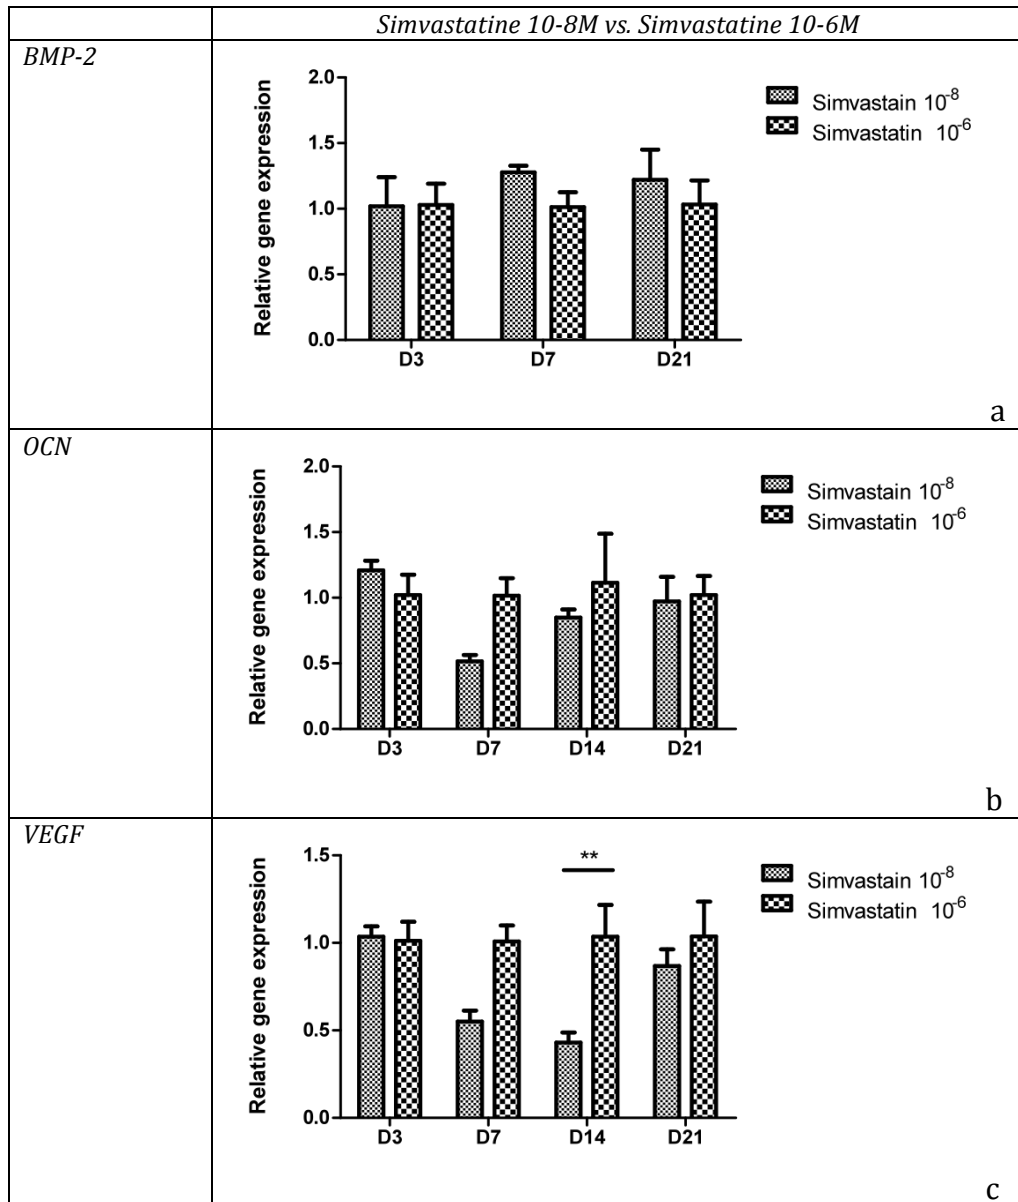 Simvastatine 10-8M vs. Simvastatine 10-6M
BMP-2
Relative gene expression
2.0
1.5
1.0
0.5
0.0
D3 D7 D21
Simvastain 10⁻⁸
Simvastatin 10⁻⁶
a
OCN
Relative gene expression
2.0
1.5
1.0
0.5
0.0
D3 D7 D14 D21
Simvastain 10⁻⁸
Simvastatin 10⁻⁶
b
VEGF
Relative gene expression
1.5
1.0
0.5
0.0
**
D3 D7 D14 D21
Simvastain 10⁻⁸
Simvastatin 10⁻⁶
c